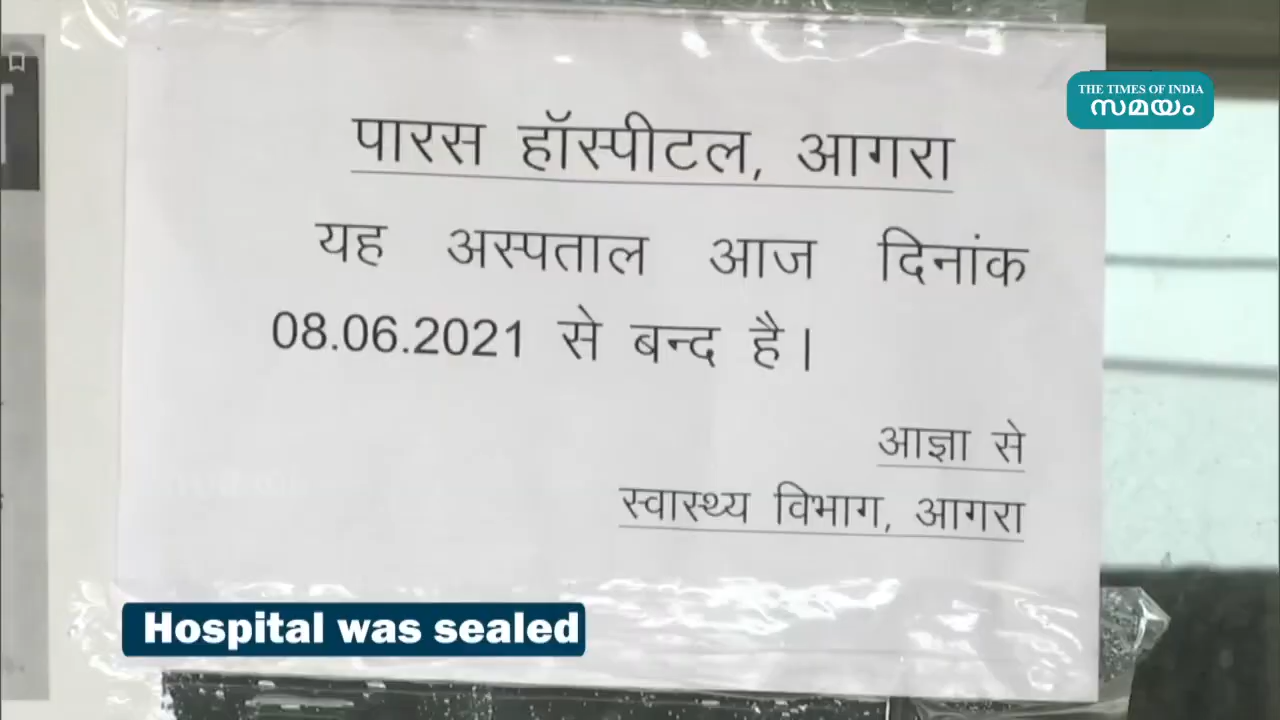 THE TIMES OF INDIA
സമയം
पारस हॉस्पीटल, आगरा
यह अस्पताल आज दिनांक
08.06.2021 से बन्द है।
आज्ञा से
स्वास्थ्य विभाग, आगरा
Hospital was sealed